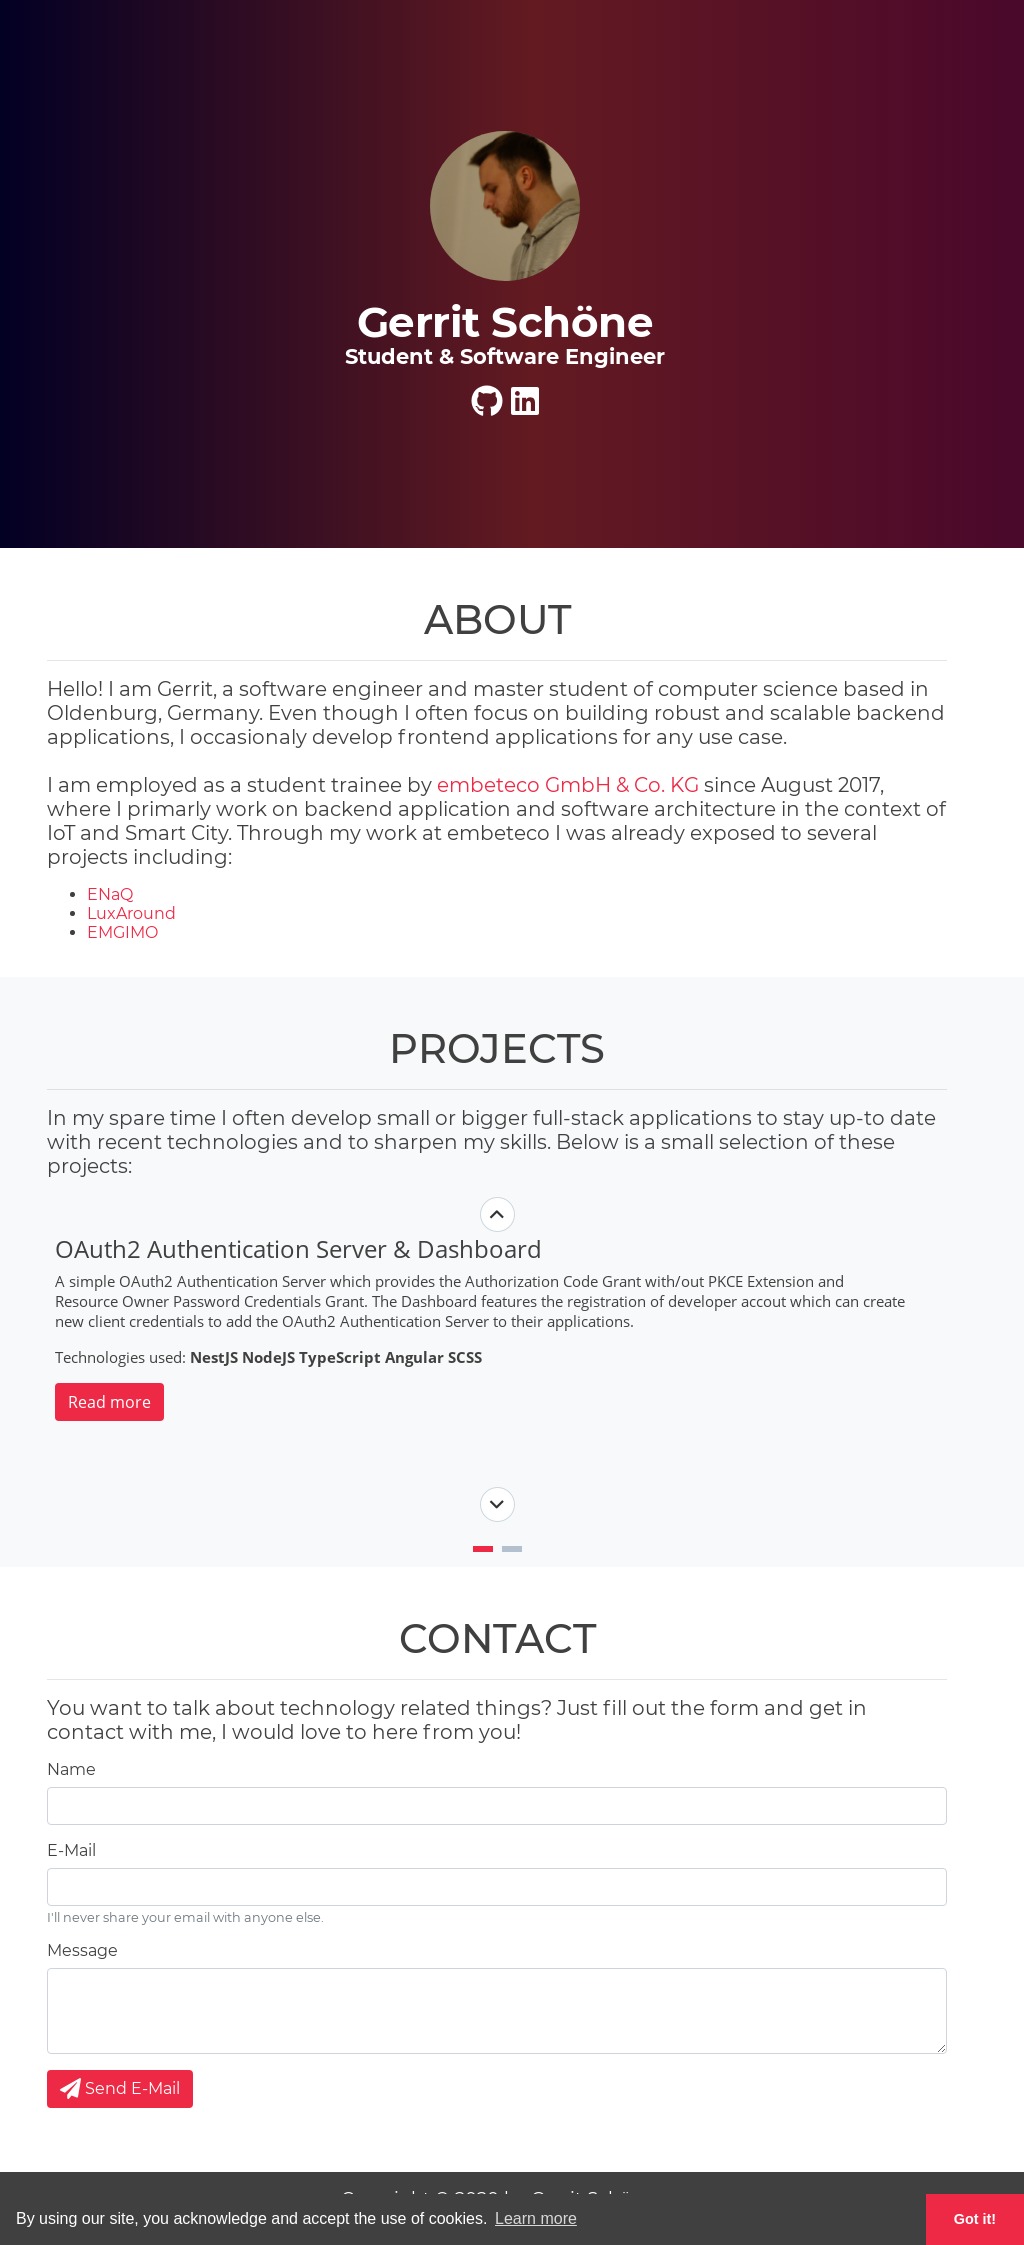 Gerrit Schöne
Student & Software Engineer
ABOUT
Hello! I am Gerrit, a software engineer and master student of computer science based in
Oldenburg, Germany. Even though I often focus on building robust and scalable backend
applications, I occasionaly develop frontend applications for any use case.
I am employed as a student trainee by embeteco GmbH & Co. KG since August 2017,
where I primarly work on backend application and software architecture in the context of
IoT and Smart City. Through my work at embeteco I was already exposed to several
projects including:
ENaQ
LuxAround
EMGIMO
PROJECTS
In my spare time I often develop small or bigger full-stack applications to stay up-to date
with recent technologies and to sharpen my skills. Below is a small selection of these
projects:
OAuth2 Authentication Server & Dashboard
A simple OAuth2 Authentication Server which provides the Authorization Code Grant with/out PKCE Extension and
Resource Owner Password Credentials Grant. The Dashboard features the registration of developer accout which can create
new client credentials to add the OAuth2 Authentication Server to their applications.
Technologies used: NestJS NodeJS TypeScript Angular SCSS
Read more
CONTACT
You want to talk about technology related things? Just fill out the form and get in
contact with me, I would love to here from you!
Name
E-Mail
I'll never share your email with anyone else.
Message
Send E-Mail
By using our site, you acknowledge and accept the use of cookies. Learn more
Got it!